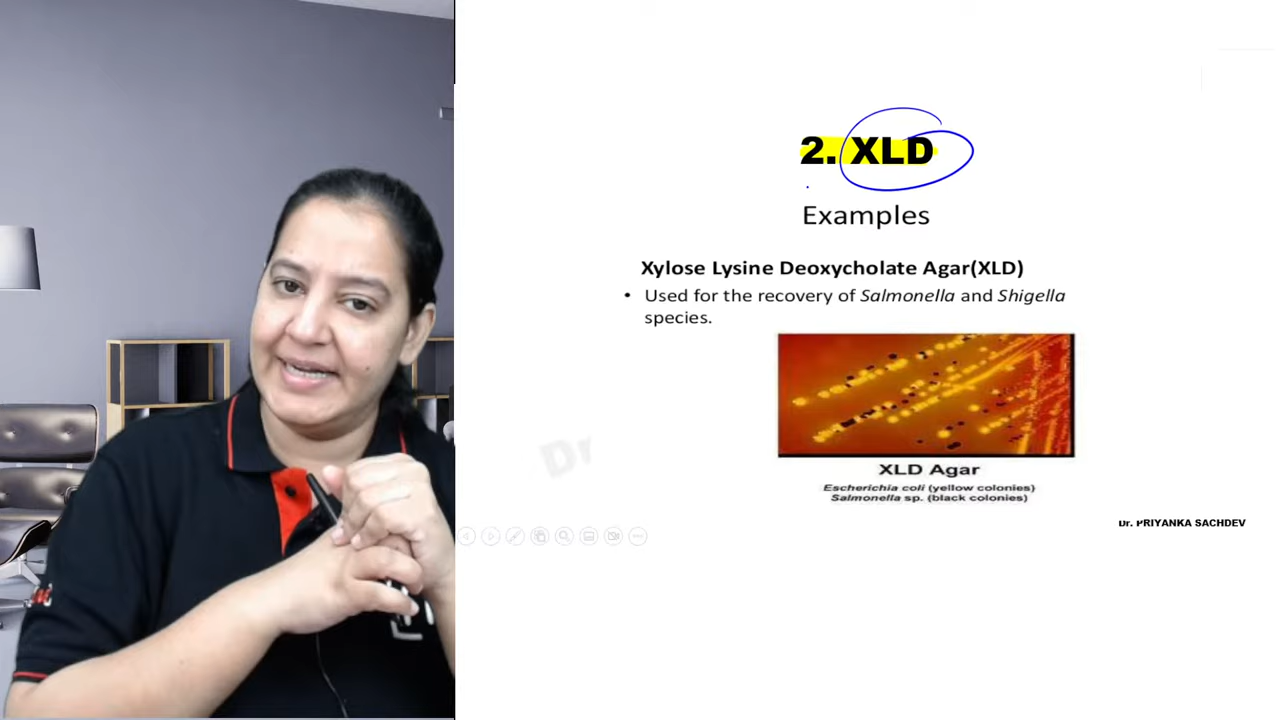 2. XLD
Examples
Xylose Lysine Deoxycholate Agar(XLD)
• Used for the recovery of Salmonella and Shigella
species.
Dr
XLD Agar
Escherichia coli (yellow colonies)
Salmonella sp. (black colonies)
Dr. PRIYANKA SACHDEV